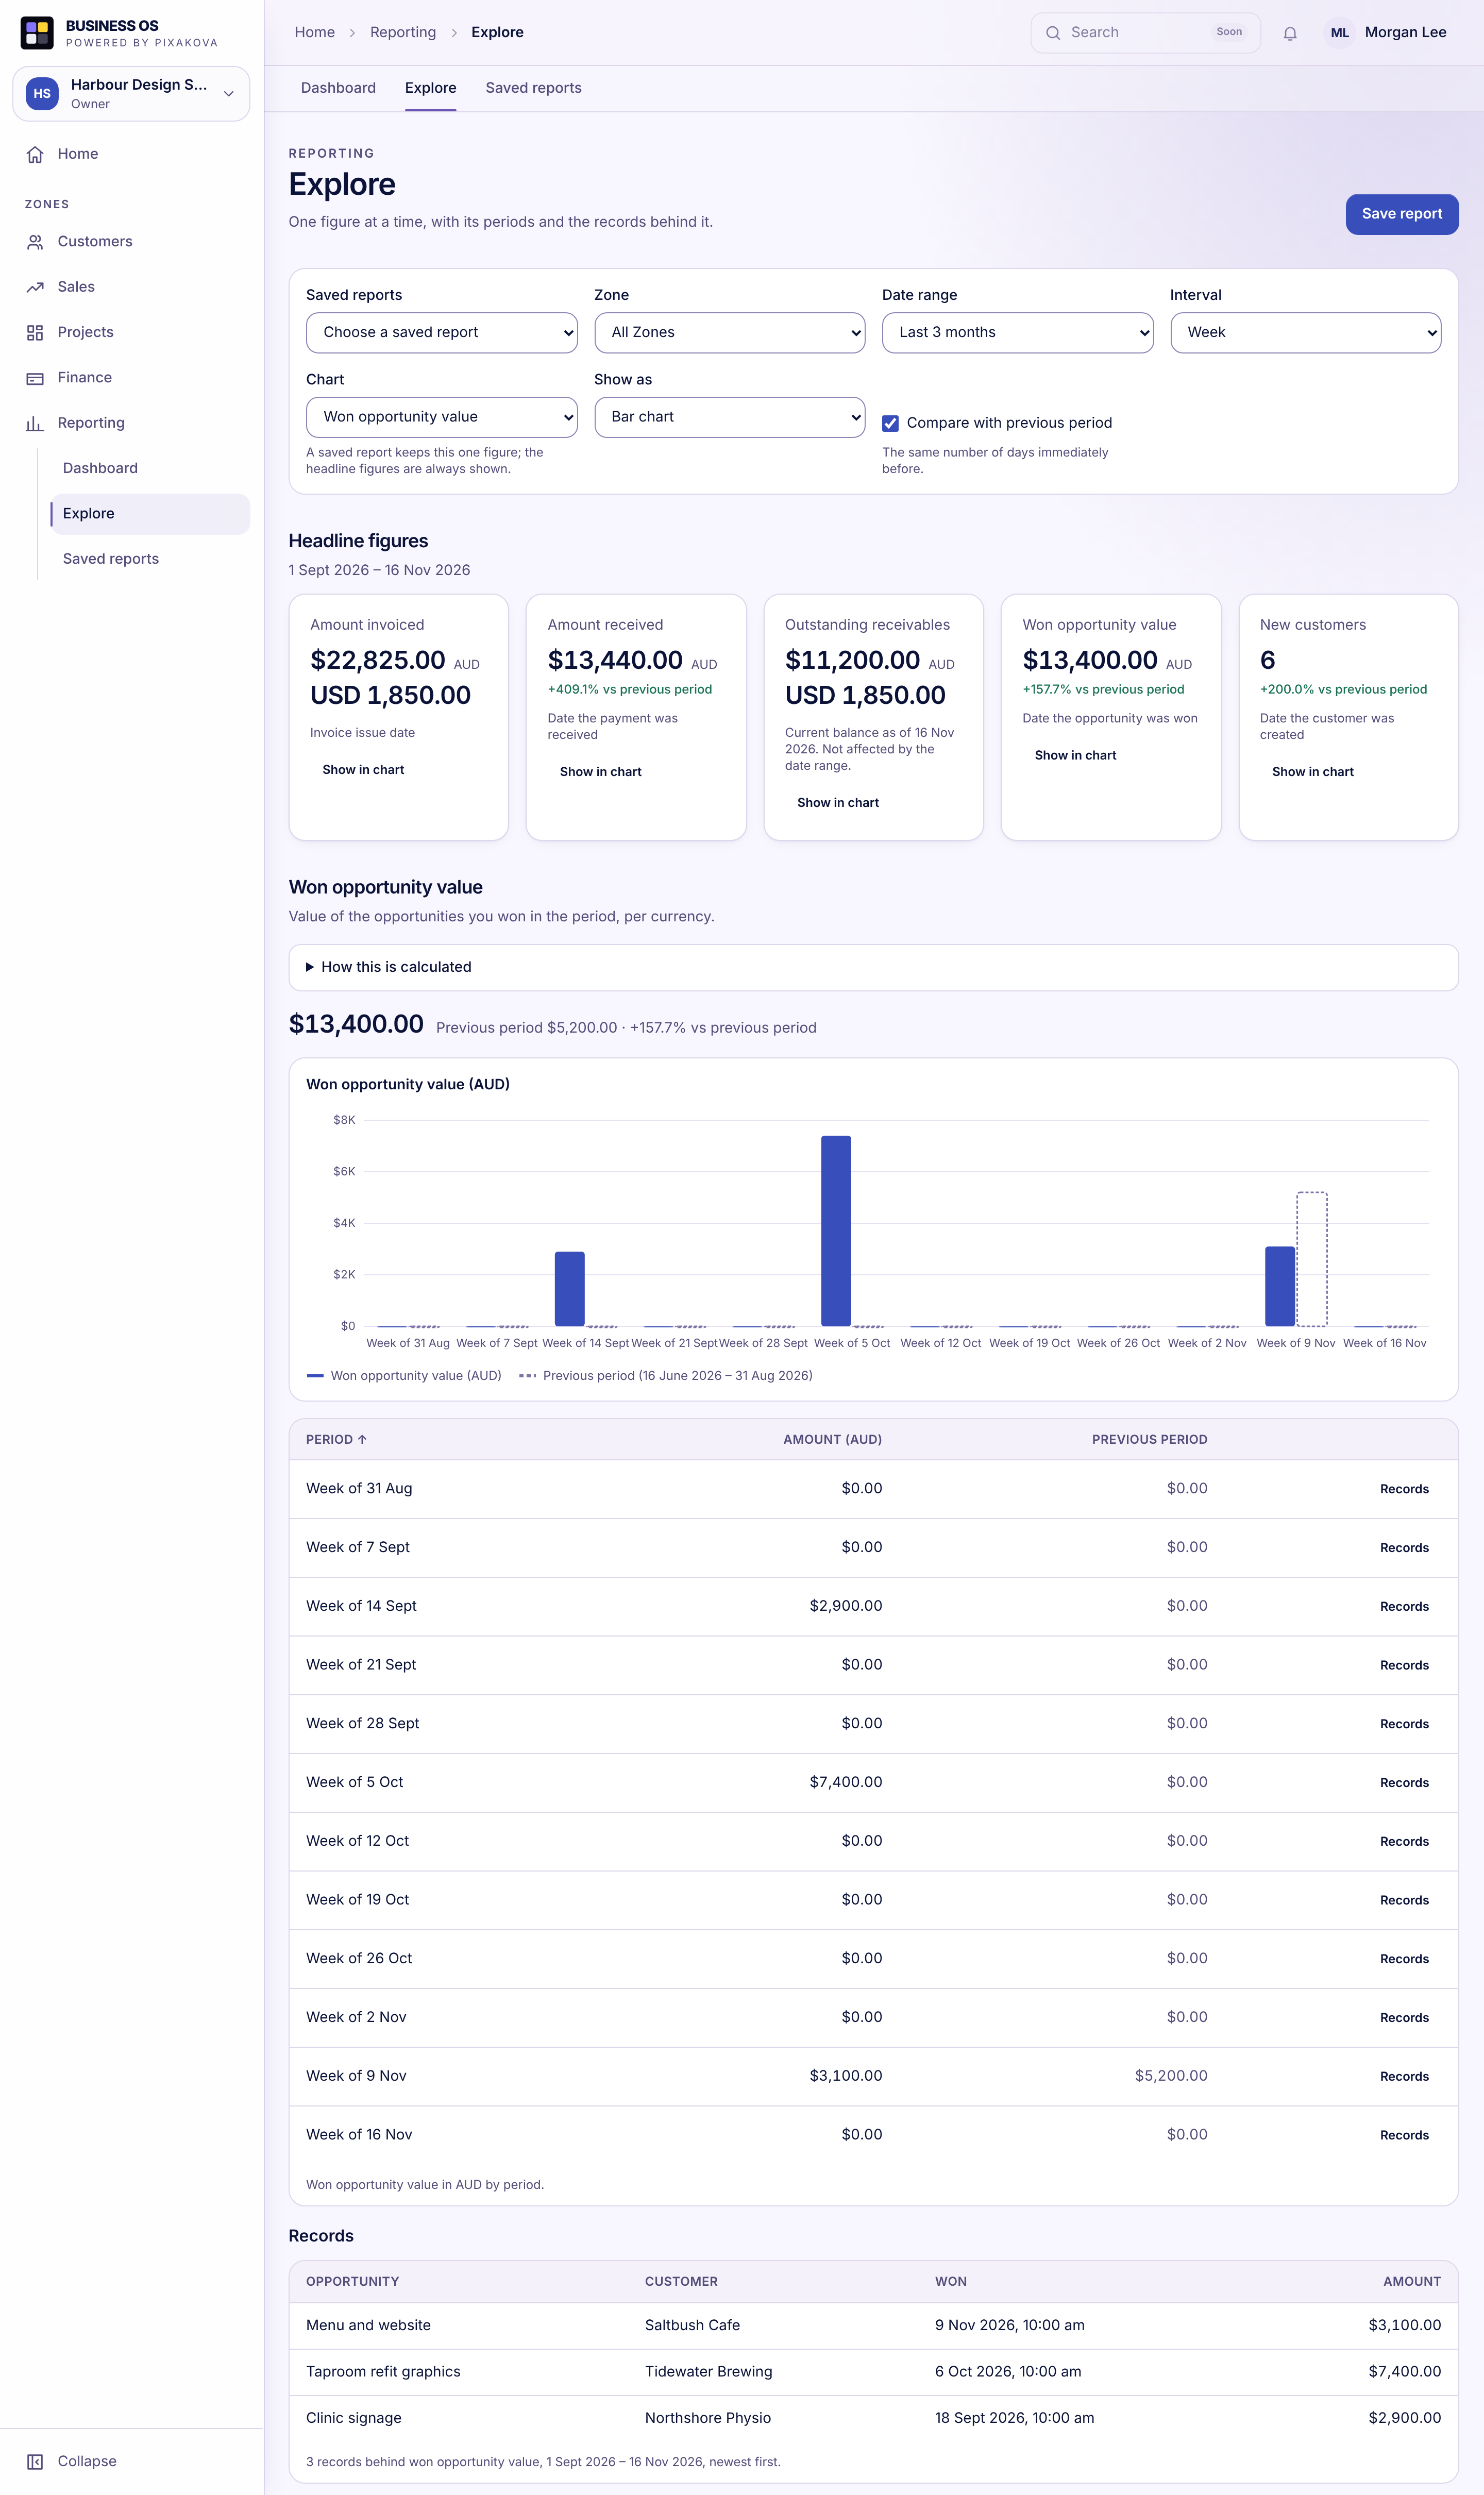 BUSINESS OS
POWERED BY PIXAKOVA
HS
Harbour Design S...
Owner
Home
ZONES
Customers
Sales
Projects
Finance
Reporting
Dashboard
Explore
Saved reports
Collapse
Home > Reporting > Explore
Search
Soon
ML
Morgan Lee
Dashboard Explore Saved reports
REPORTING
Explore
One figure at a time, with its periods and the records behind it.
Save report
Saved reports Zone Date range Interval
Choose a saved report All Zones Last 3 months Week
Chart Show as
Won opportunity value Bar chart Compare with previous period
A saved report keeps this one figure; the
headline figures are always shown.
The same number of days immediately
before.
Headline figures
1 Sept 2026 – 16 Nov 2026
Amount invoiced
$22,825.00 AUD
USD 1,850.00
Invoice issue date
Show in chart
Amount received
$13,440.00 AUD
+409.1% vs previous period
Date the payment was
received
Show in chart
Outstanding receivables
$11,200.00 AUD
USD 1,850.00
Current balance as of 16 Nov
2026. Not affected by the
date range.
Show in chart
Won opportunity value
$13,400.00 AUD
+157.7% vs previous period
Date the opportunity was won
Show in chart
New customers
6
+200.0% vs previous period
Date the customer was
created
Show in chart
Won opportunity value
Value of the opportunities you won in the period, per currency.
How this is calculated
$13,400.00 Previous period $5,200.00 · +157.7% vs previous period
Won opportunity value (AUD)
$8K
$6K
$4K
$2K
$0
Week of 31 Aug Week of 7 Sept Week of 14 Sept Week of 21 Sept Week of 28 Sept Week of 5 Oct Week of 12 Oct Week of 19 Oct Week of 26 Oct Week of 2 Nov Week of 9 Nov Week of 16 Nov
Won opportunity value (AUD) Previous period (16 June 2026 – 31 Aug 2026)
PERIOD ↑ AMOUNT (AUD) PREVIOUS PERIOD
Week of 31 Aug $0.00 $0.00 Records
Week of 7 Sept $0.00 $0.00 Records
Week of 14 Sept $2,900.00 $0.00 Records
Week of 21 Sept $0.00 $0.00 Records
Week of 28 Sept $0.00 $0.00 Records
Week of 5 Oct $7,400.00 $0.00 Records
Week of 12 Oct $0.00 $0.00 Records
Week of 19 Oct $0.00 $0.00 Records
Week of 26 Oct $0.00 $0.00 Records
Week of 2 Nov $0.00 $0.00 Records
Week of 9 Nov $3,100.00 $5,200.00 Records
Week of 16 Nov $0.00 $0.00 Records
Won opportunity value in AUD by period.
Records
OPPORTUNITY CUSTOMER WON AMOUNT
Menu and website Saltbush Cafe 9 Nov 2026, 10:00 am $3,100.00
Taproom refit graphics Tidewater Brewing 6 Oct 2026, 10:00 am $7,400.00
Clinic signage Northshore Physio 18 Sept 2026, 10:00 am $2,900.00
3 records behind won opportunity value, 1 Sept 2026 – 16 Nov 2026, newest first.